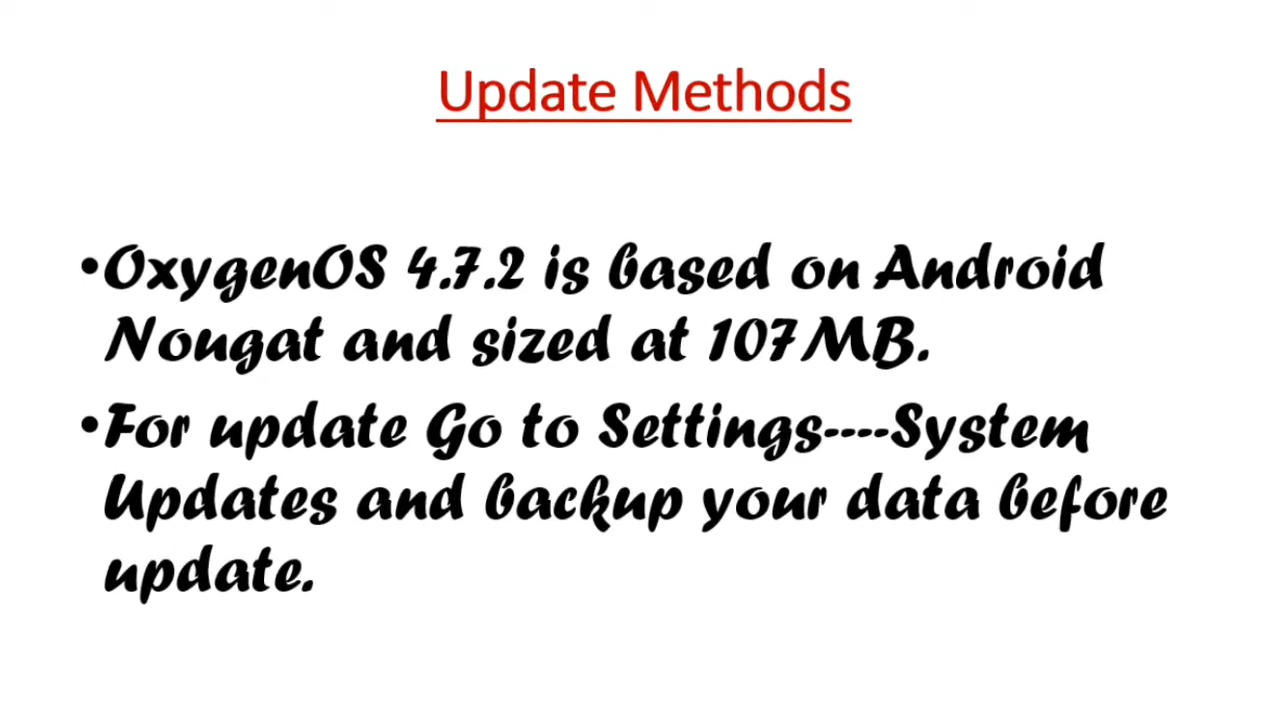 Update Methods
•OxygenOS 4.7.2 is based on Android
Nougat and sized at 107MB.
•For update Go to Settings----System
Updates and backup your data before
update.